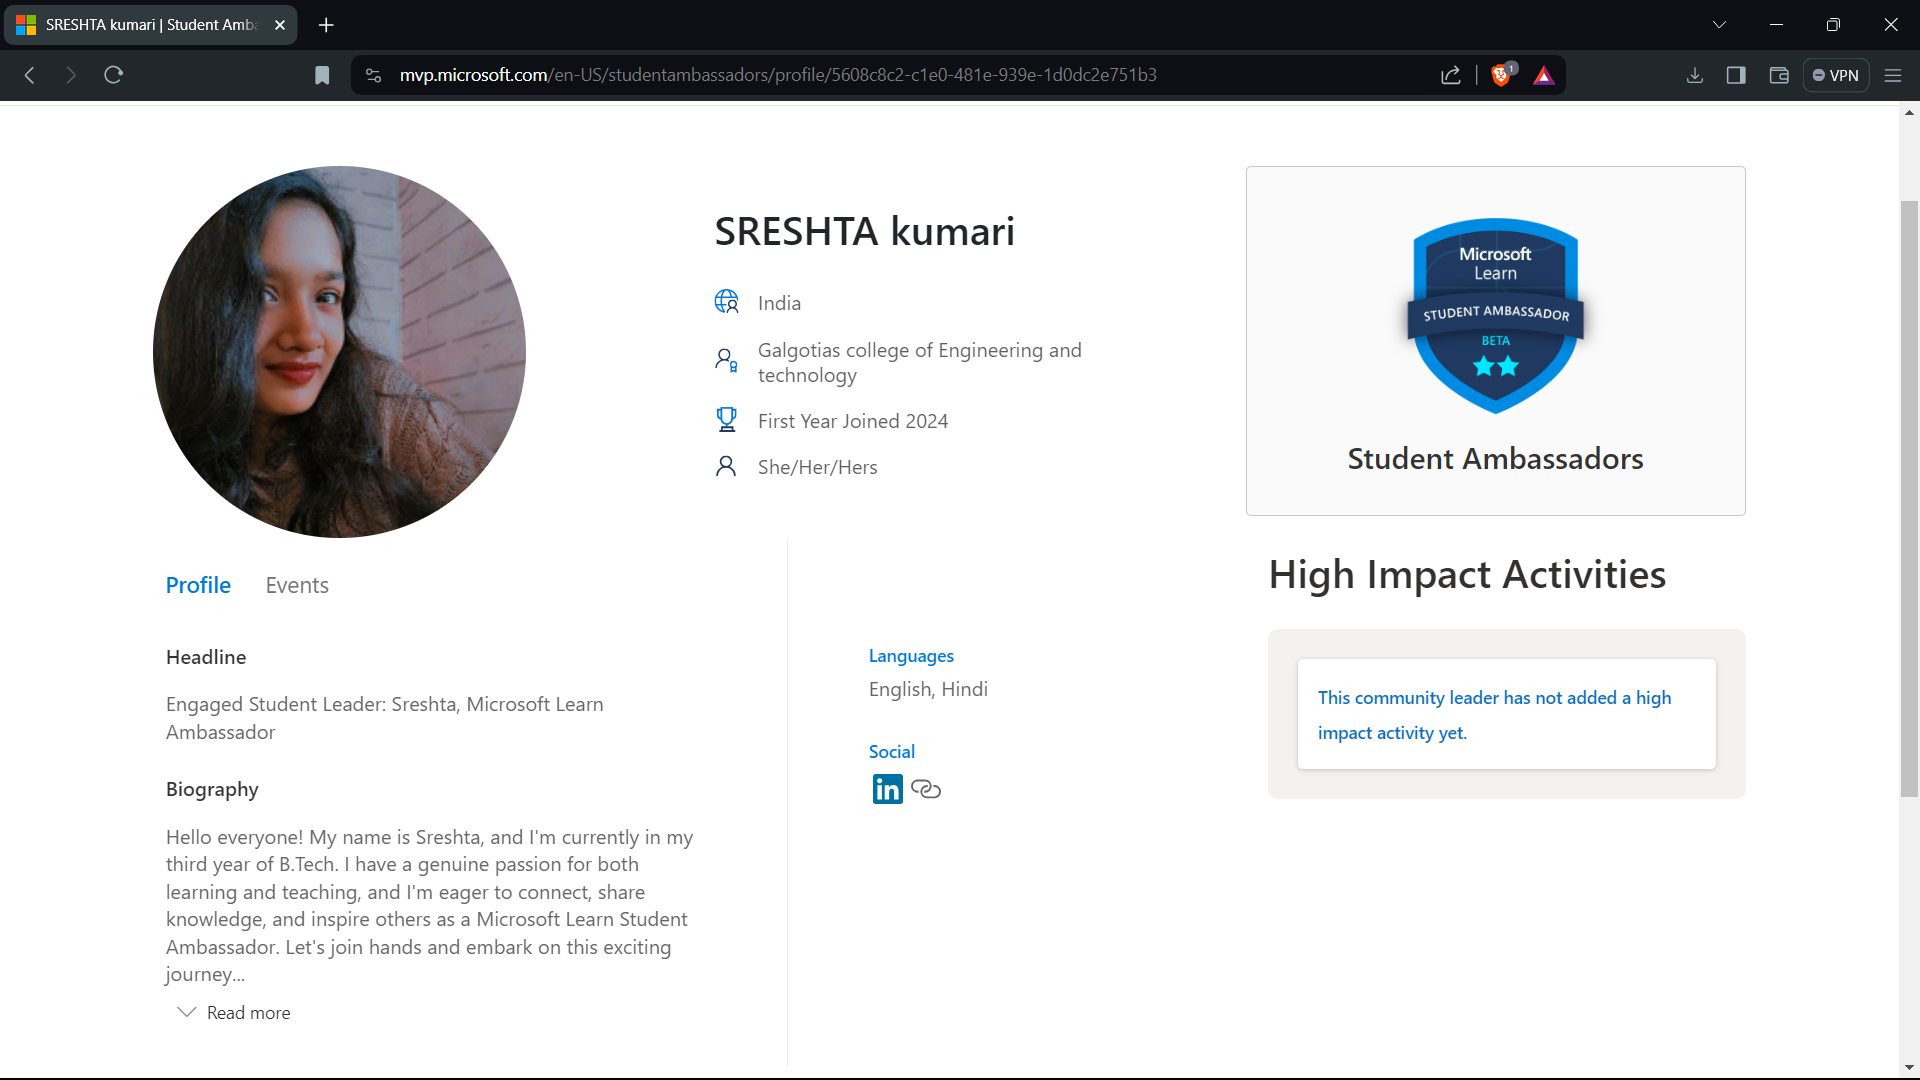 SRESHTA kumari | Student Amb
mvp.microsoft.com/en-US/studentambassadors/profile/5608c8c2-c1e0-481e-939e-1d0dc2e751b3
1
VPN
SRESHTA kumari
India
Galgotias college of Engineering and
technology
First Year Joined 2024
She/Her/Hers
Microsoft
Learn
STUDENT AMBASSADOR
BETA
Student Ambassadors
Profile
Events
Headline
Engaged Student Leader: Sreshta, Microsoft Learn
Ambassador
Biography
Hello everyone! My name is Sreshta, and I'm currently in my
third year of B.Tech. I have a genuine passion for both
learning and teaching, and I'm eager to connect, share
knowledge, and inspire others as a Microsoft Learn Student
Ambassador. Let's join hands and embark on this exciting
journey...
Read more
Languages
English, Hindi
Social
in
High Impact Activities
This community leader has not added a high
impact activity yet.